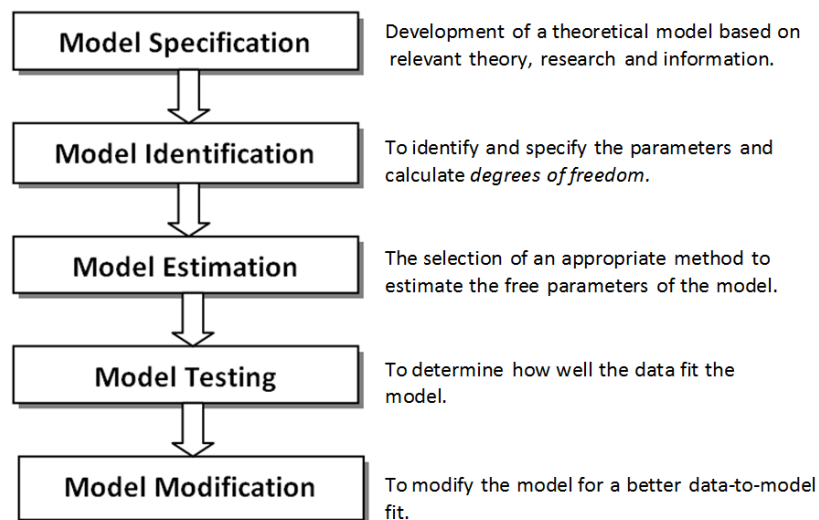 Model Specification
Development of a theoretical model based on
relevant theory, research and information.
Model Identification
To identify and specify the parameters and
calculate degrees of freedom.
Model Estimation
The selection of an appropriate method to
estimate the free parameters of the model.
Model Testing
To determine how well the data fit the
model.
Model Modification
To modify the model for a better data-to-model
fit.